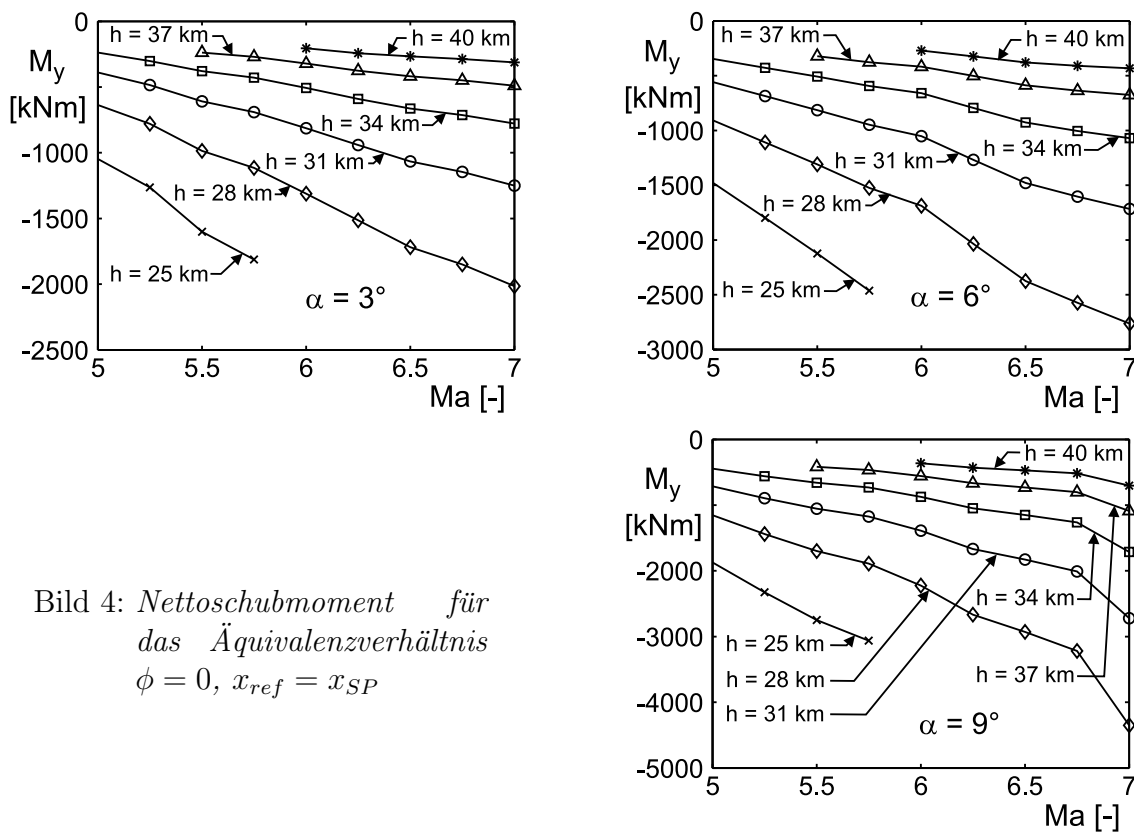 0
h = 37 km
h = 40 km
M_y
[kNm]
h = 34 km
-1000
h = 31 km
-1500
h = 28 km
-2000
h = 25 km
α = 3°
-2500
5
5.5
6
6.5
7
Ma [-]
0
h = 37 km
h = 40 km
M_y
[kNm]
-1000
h = 34 km
h = 31 km
-1500
h = 28 km
-2000
-2500
h = 25 km
α = 6°
-3000
5
5.5
6
6.5
7
Ma [-]
0
h = 40 km
M_y
[kNm]
-2000
h = 34 km
-3000
h = 25 km
h = 28 km
h = 37 km
h = 31 km
-4000
α = 9°
-5000
5
5.5
6
6.5
7
Ma [-]
Bild 4: Nettoschubmoment für
das Äquivalenzverhältnis
ϕ = 0, x_ref = x_SP